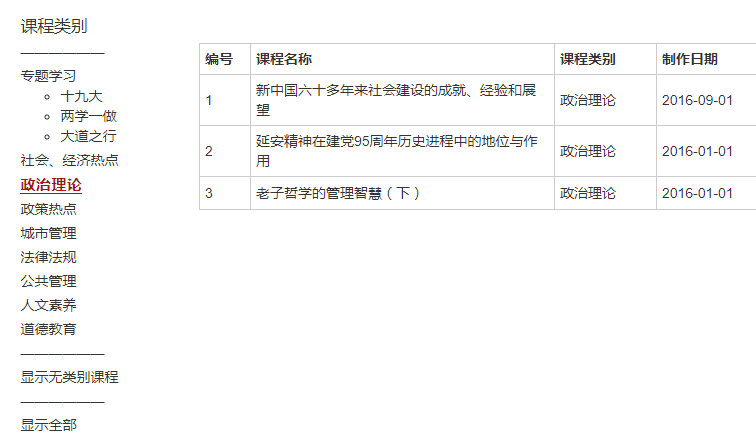 课程类别
——————
专题学习
十九大
两学一做
大道之行
社会、经济热点
政治理论
政策热点
城市管理
法律法规
公共管理
人文素养
道德教育
——————
显示无类别课程
——————
显示全部
编号 课程名称 课程类别 制作日期
1 新中国六十多年来社会建设的成就、经验和展 政治理论 2016-09-01
望
2 延安精神在建党95周年历史进程中的地位与作 政治理论 2016-01-01
用
3 老子哲学的管理智慧（下） 政治理论 2016-01-01